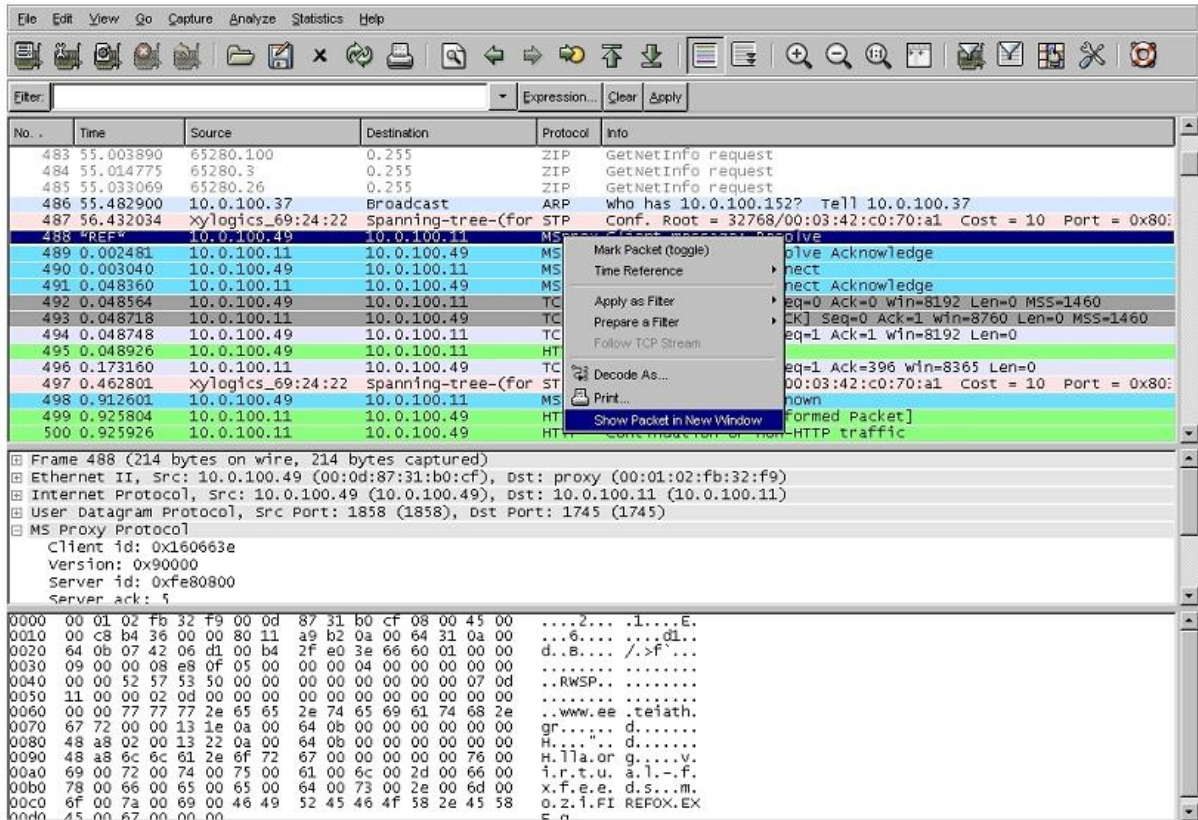 File Edit View Go Capture Analyze Statistics Help
Filter: Expression... Clear Apply
No. . Time Source Destination Protocol Info
483 55.003890 65280.100 0.255 ZIP GetNetInfo request
484 55.014775 65280.3 0.255 ZIP GetNetInfo request
485 55.033069 65280.26 0.255 ZIP GetNetInfo request
486 55.482900 10.0.100.37 Broadcast ARP who has 10.0.100.152? Tell 10.0.100.37
487 56.432034 Xylogics_69:24:22 Spanning-tree-(for STP Conf. Root = 32768/00:03:42:c0:70:a1 Cost = 10 Port = 0x80
488 *REF* 10.0.100.49 10.0.100.11 MSprox Client message: Resolve
489 0.002481 10.0.100.11 10.0.100.49 MS olve Acknowledge
490 0.003040 10.0.100.49 10.0.100.11 MS nect
491 0.048360 10.0.100.11 10.0.100.49 MS nect Acknowledge
492 0.048564 10.0.100.49 10.0.100.11 TC eq=0 Ack=0 Win=8192 Len=0 MSS=1460
493 0.048718 10.0.100.11 10.0.100.49 TC CK] Seq=0 Ack=1 Win=8760 Len=0 MSS=1460
494 0.048748 10.0.100.49 10.0.100.11 TC eq=1 Ack=1 Win=8192 Len=0
495 0.048926 10.0.100.49 10.0.100.11 HT
496 0.173160 10.0.100.11 10.0.100.49 TC eq=1 Ack=396 Win=8365 Len=0
497 0.462801 Xylogics_69:24:22 Spanning-tree-(for ST 00:03:42:c0:70:a1 Cost = 10 Port = 0x80
498 0.912601 10.0.100.49 10.0.100.11 MS nown
499 0.925804 10.0.100.11 10.0.100.49 HT formed Packet]
500 0.925926 10.0.100.11 10.0.100.49 HTTP Continuation or non-HTTP traffic
Mark Packet (toggle)
Time Reference
Apply as Filter
Prepare a Filter
Follow TCP Stream
Decode As...
Print...
Show Packet in New Window
Frame 488 (214 bytes on wire, 214 bytes captured)
Ethernet II, Src: 10.0.100.49 (00:0d:87:31:b0:cf), Dst: proxy (00:01:02:fb:32:f9)
Internet Protocol, Src: 10.0.100.49 (10.0.100.49), Dst: 10.0.100.11 (10.0.100.11)
User Datagram Protocol, Src Port: 1858 (1858), Dst Port: 1745 (1745)
MS Proxy Protocol
Client id: 0x160663e
Version: 0x90000
Server id: 0xfe80800
Server ack: 5
0000 00 01 02 fb 32 f9 00 0d 87 31 b0 cf 08 00 45 00 ....2... .1....E.
0010 00 c8 b4 36 00 00 80 11 a9 b2 0a 00 64 31 0a 00 ...6.... ....d1..
0020 64 0b 07 42 06 d1 00 b4 2f e0 3e 66 60 01 00 00 d..B.... /.>f`...
0030 09 00 00 08 e8 0f 05 00 00 00 04 00 00 00 00 00 ........ ........
0040 00 00 52 57 53 50 00 00 00 00 00 00 00 00 07 0d ..RWSP.. ........
0050 11 00 00 02 0d 00 00 00 00 00 00 00 00 00 00 00 ........ ........
0060 00 00 77 77 77 2e 65 65 2e 74 65 69 61 74 68 2e ..www.ee .teiath.
0070 67 72 00 00 13 1e 0a 00 64 0b 00 00 00 00 00 00 gr...... d.......
0080 48 a8 02 00 13 22 0a 00 64 0b 00 00 00 00 00 00 H....".. d.......
0090 48 a8 6c 6c 61 2e 6f 72 67 00 00 00 00 00 76 00 H.lla.or g.....v.
00a0 69 00 72 00 74 00 75 00 61 00 6c 00 2d 00 66 00 i.r.t.u. a.l.-.f.
00b0 78 00 66 00 65 00 65 00 64 00 73 00 2e 00 6d 00 x.f.e.e. d.s...m.
00c0 6f 00 7a 00 69 00 46 49 52 45 46 4f 58 2e 45 58 o.z.i.FI REFOX.EX
00d0 45 00 67 00 00 00 E.g...